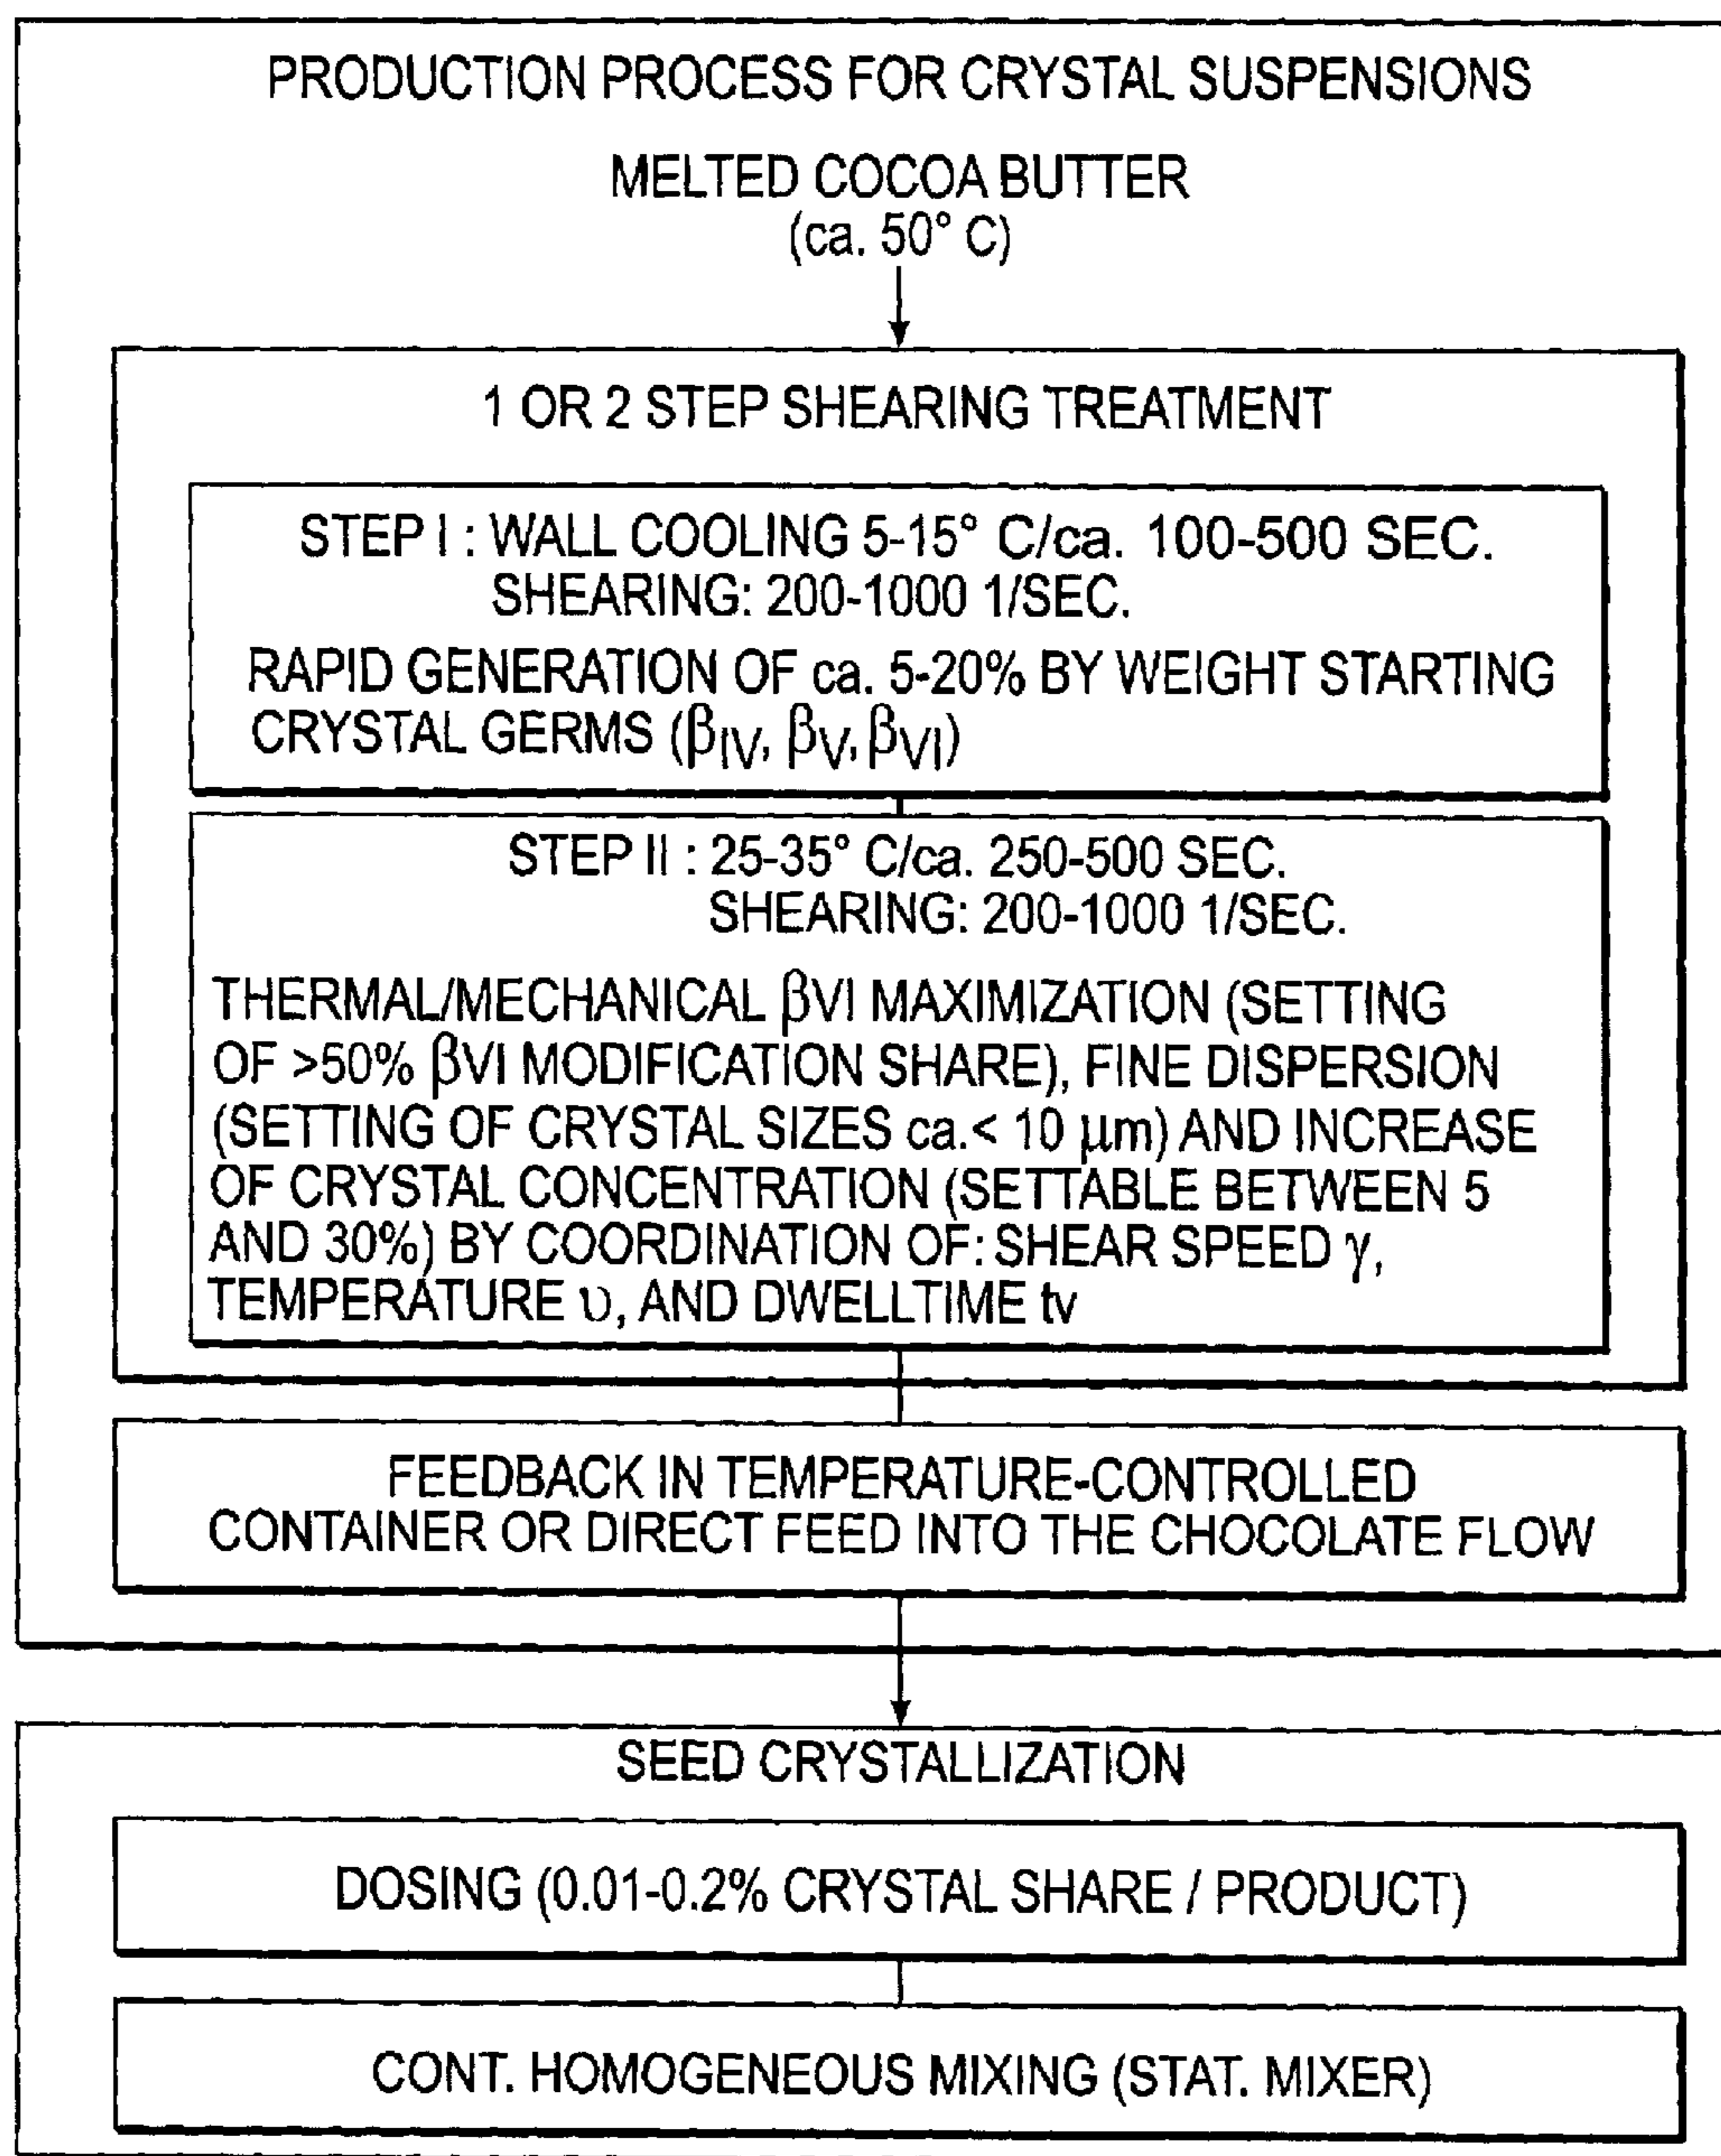 PRODUCTION PROCESS FOR CRYSTAL SUSPENSIONS
MELTED COCOA BUTTER
(ca. 50° C)
1 OR 2 STEP SHEARING TREATMENT
STEP I : WALL COOLING 5-15° C/ca. 100-500 SEC.
SHEARING: 200-1000 1/SEC.
RAPID GENERATION OF ca. 5-20% BY WEIGHT STARTING
CRYSTAL GERMS (βIV, βV, βVI)
STEP II : 25-35° C/ca. 250-500 SEC.
SHEARING: 200-1000 1/SEC.
THERMAL/MECHANICAL βVI MAXIMIZATION (SETTING
OF >50% βVI MODIFICATION SHARE), FINE DISPERSION
(SETTING OF CRYSTAL SIZES ca.< 10 µm) AND INCREASE
OF CRYSTAL CONCENTRATION (SETTABLE BETWEEN 5
AND 30%) BY COORDINATION OF: SHEAR SPEED γ,
TEMPERATURE υ, AND DWELLTIME tv
FEEDBACK IN TEMPERATURE-CONTROLLED
CONTAINER OR DIRECT FEED INTO THE CHOCOLATE FLOW
SEED CRYSTALLIZATION
DOSING (0.01-0.2% CRYSTAL SHARE / PRODUCT)
CONT. HOMOGENEOUS MIXING (STAT. MIXER)